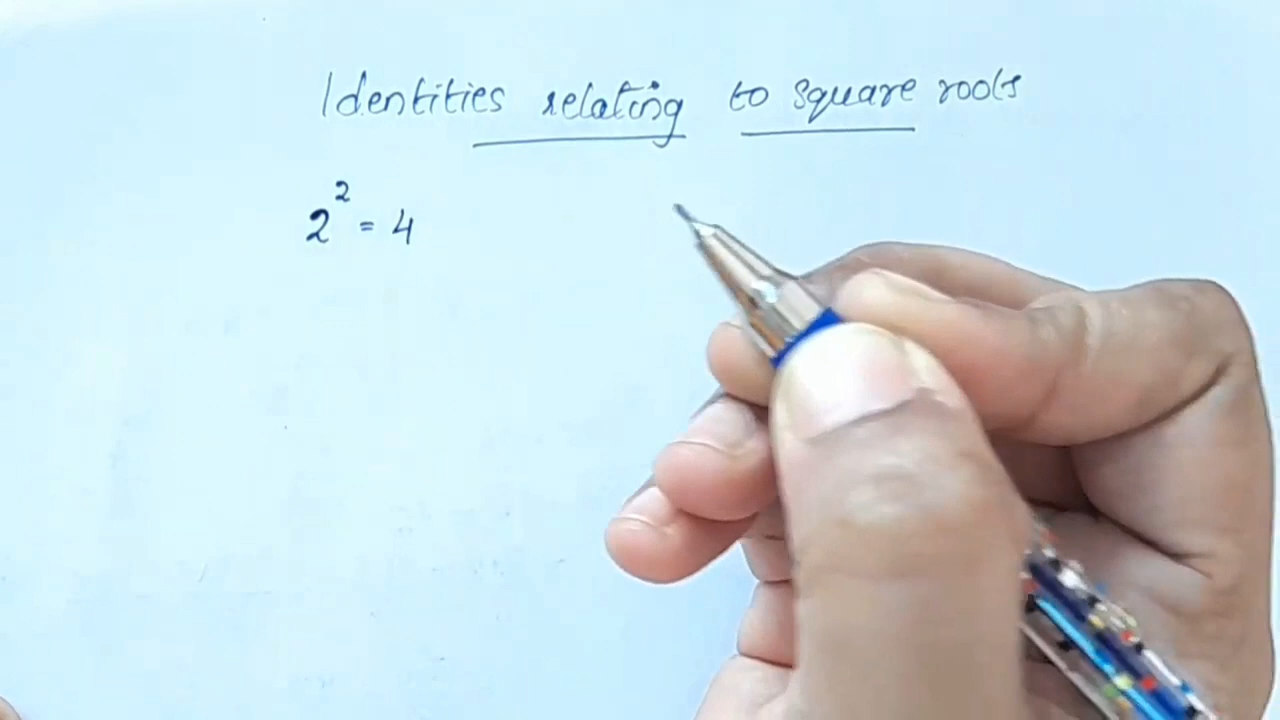 Identities relating to square roots
2² = 4